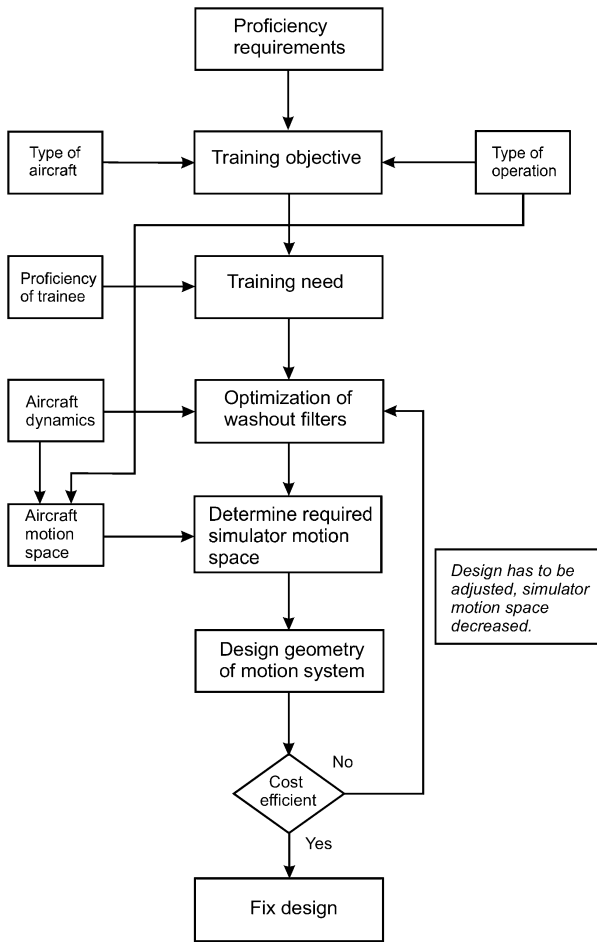 Proficiency
requirements
Type of
aircraft
Training objective
Type of
operation
Proficiency
of trainee
Training need
Aircraft
dynamics
Optimization of
washout filters
Aircraft
motion
space
Determine required
simulator motion
space
Design has to be
adjusted, simulator
motion space
decreased.
Design geometry
of motion system
No
Cost
efficient
Yes
Fix design